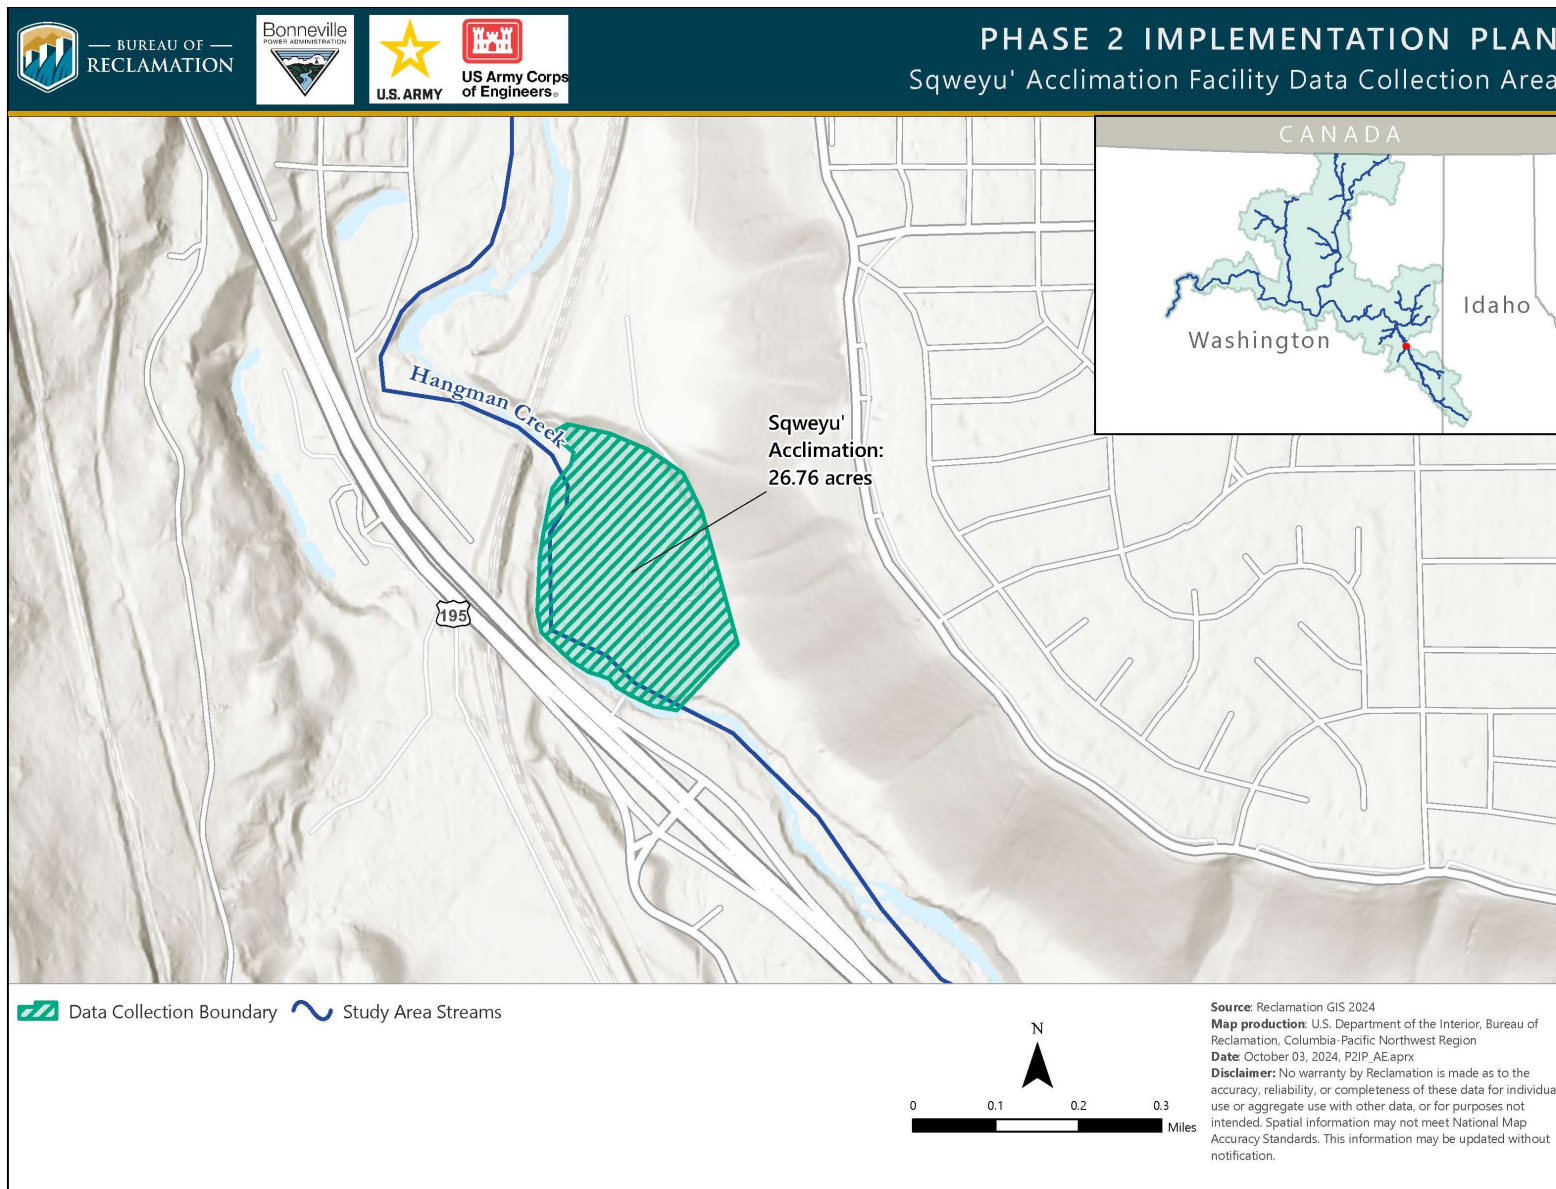 BUREAU OF
RECLAMATION
Bonneville
POWER ADMINISTRATION
U.S. ARMY
US Army Corps
of Engineers®
PHASE 2 IMPLEMENTATION PLAN
Sqweyu' Acclimation Facility Data Collection Area
CANADA
Washington
Idaho
Hangman Creek
Sqweyu'
Acclimation:
26.76 acres
195
Data Collection Boundary
Study Area Streams
N
0 0.1 0.2 0.3
Miles
Source: Reclamation GIS 2024
Map production: U.S. Department of the Interior, Bureau of
Reclamation, Columbia-Pacific Northwest Region
Date: October 03, 2024, P2IP_AE.aprx
Disclaimer: No warranty by Reclamation is made as to the
accuracy, reliability, or completeness of these data for individua
use or aggregate use with other data, or for purposes not
intended. Spatial information may not meet National Map
Accuracy Standards. This information may be updated without
notification.